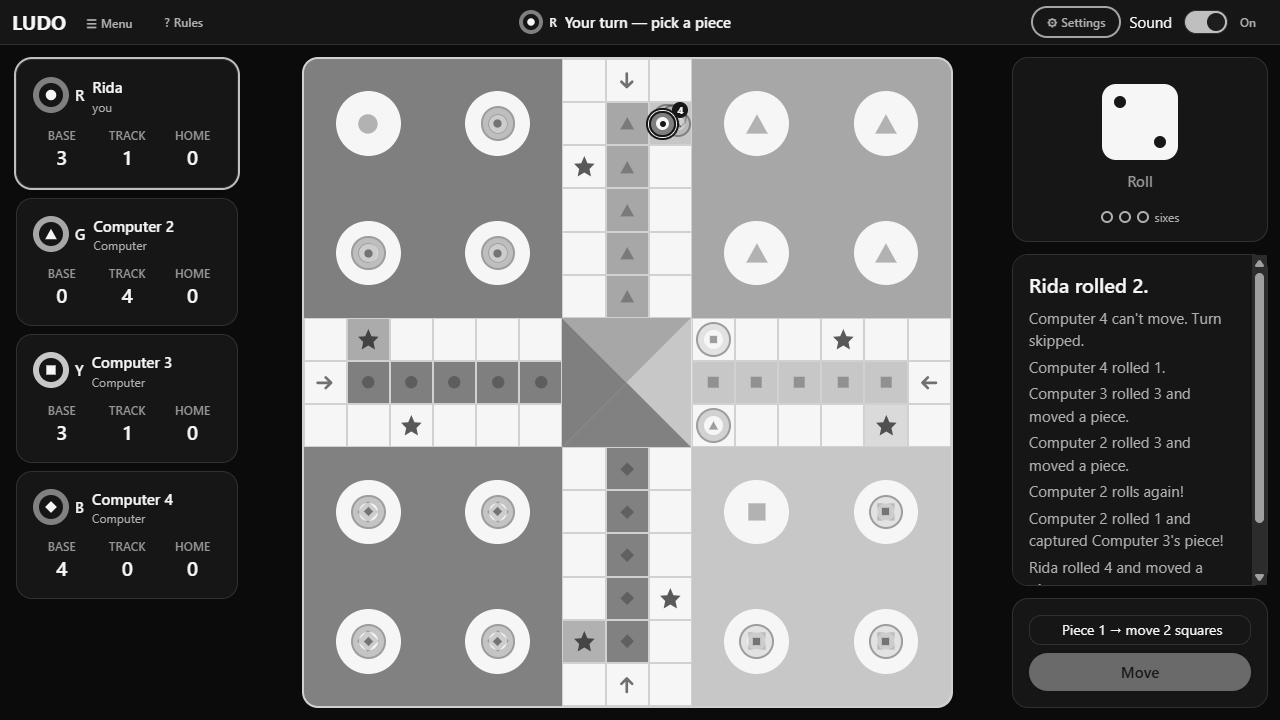 LUDO
☰ Menu
? Rules
R Your turn — pick a piece
⚙ Settings
Sound
On
R Rida
you
BASE TRACK HOME
3 1 0
G Computer 2
Computer
BASE TRACK HOME
0 4 0
Y Computer 3
Computer
BASE TRACK HOME
3 1 0
B Computer 4
Computer
BASE TRACK HOME
4 0 0
4
Roll
sixes
Rida rolled 2.
Computer 4 can't move. Turn
skipped.
Computer 4 rolled 1.
Computer 3 rolled 3 and
moved a piece.
Computer 2 rolled 3 and
moved a piece.
Computer 2 rolls again!
Computer 2 rolled 1 and
captured Computer 3's piece!
Rida rolled 4 and moved a
Piece 1 → move 2 squares
Move